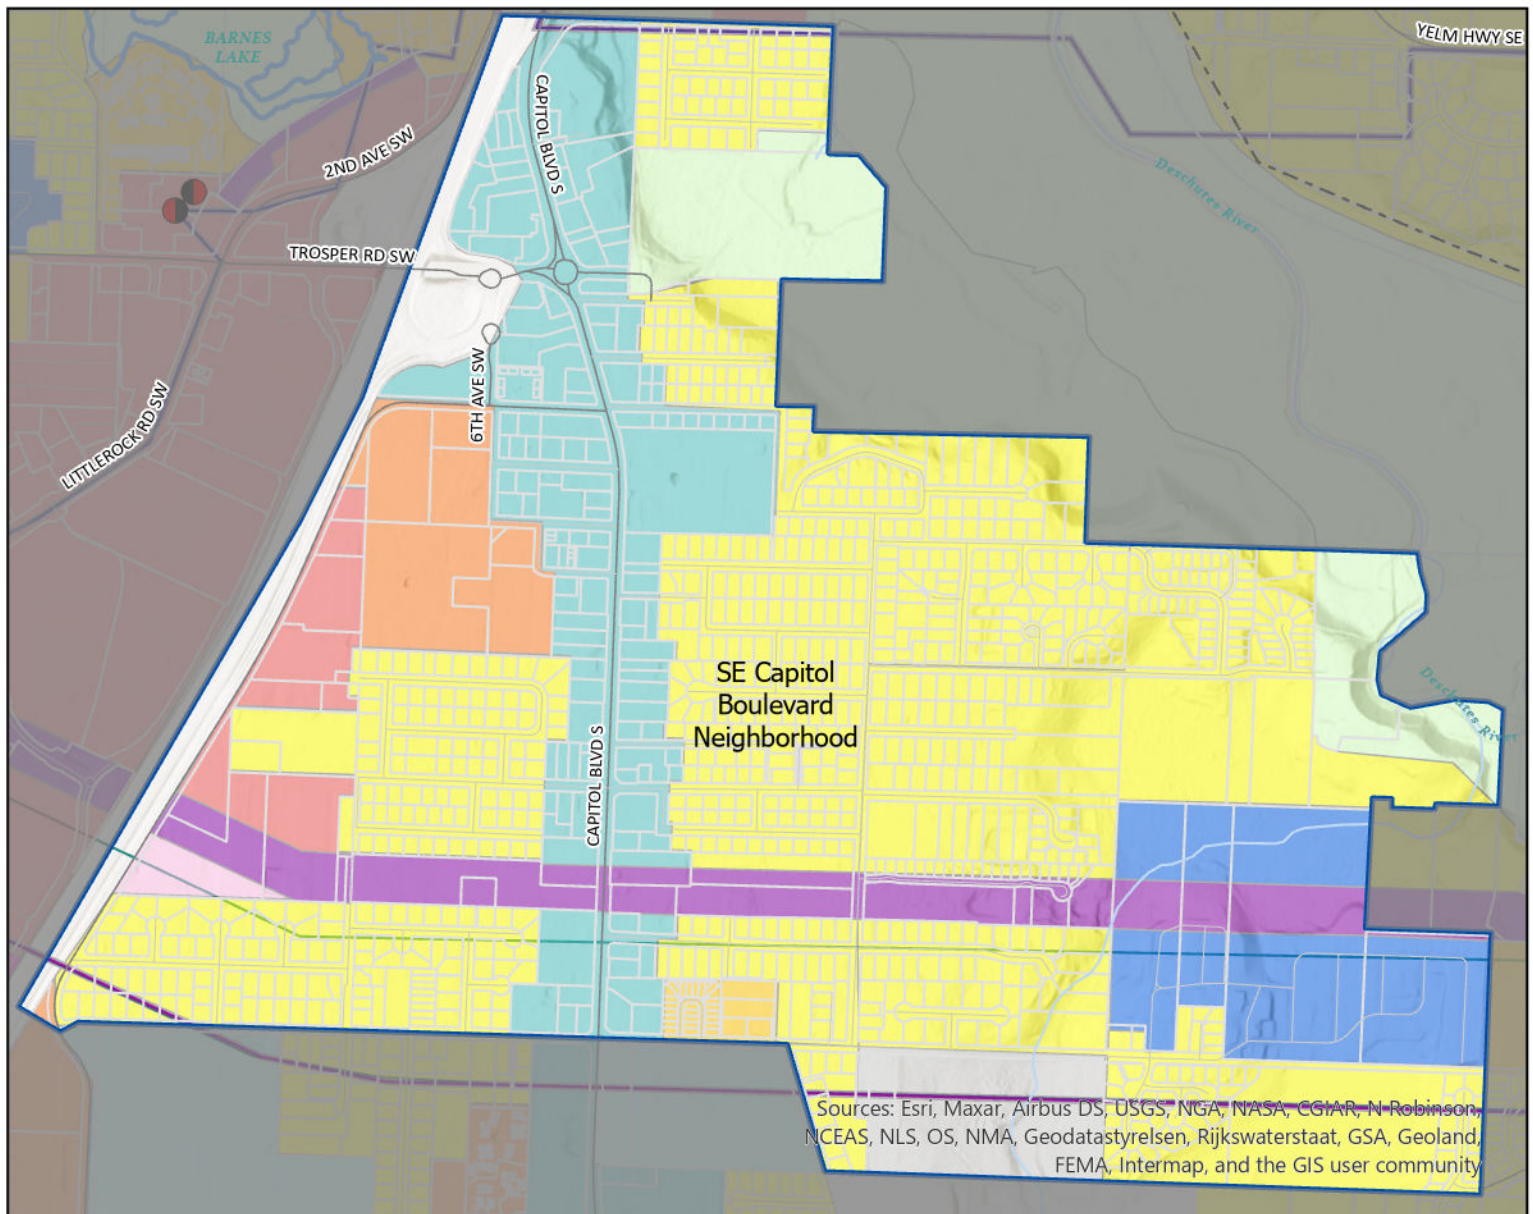 YELM HWY SE
BARNES
LAKE
CAPITOL BLVD S
2ND AVE SW
Deschutes River
TROSPER RD SW
6TH AVE SW
LITTLEROCK RD SW
SE Capitol
Boulevard
Neighborhood
Deschutes River
CAPITOL BLVD S
Sources: Esri, Maxar, Airbus DS, USGS, NGA, NASA, CGIAR, N Robinson,
NCEAS, NLS, OS, NMA, Geodatastyrelsen, Rijkswaterstaat, GSA, Geoland,
FEMA, Intermap, and the GIS user community